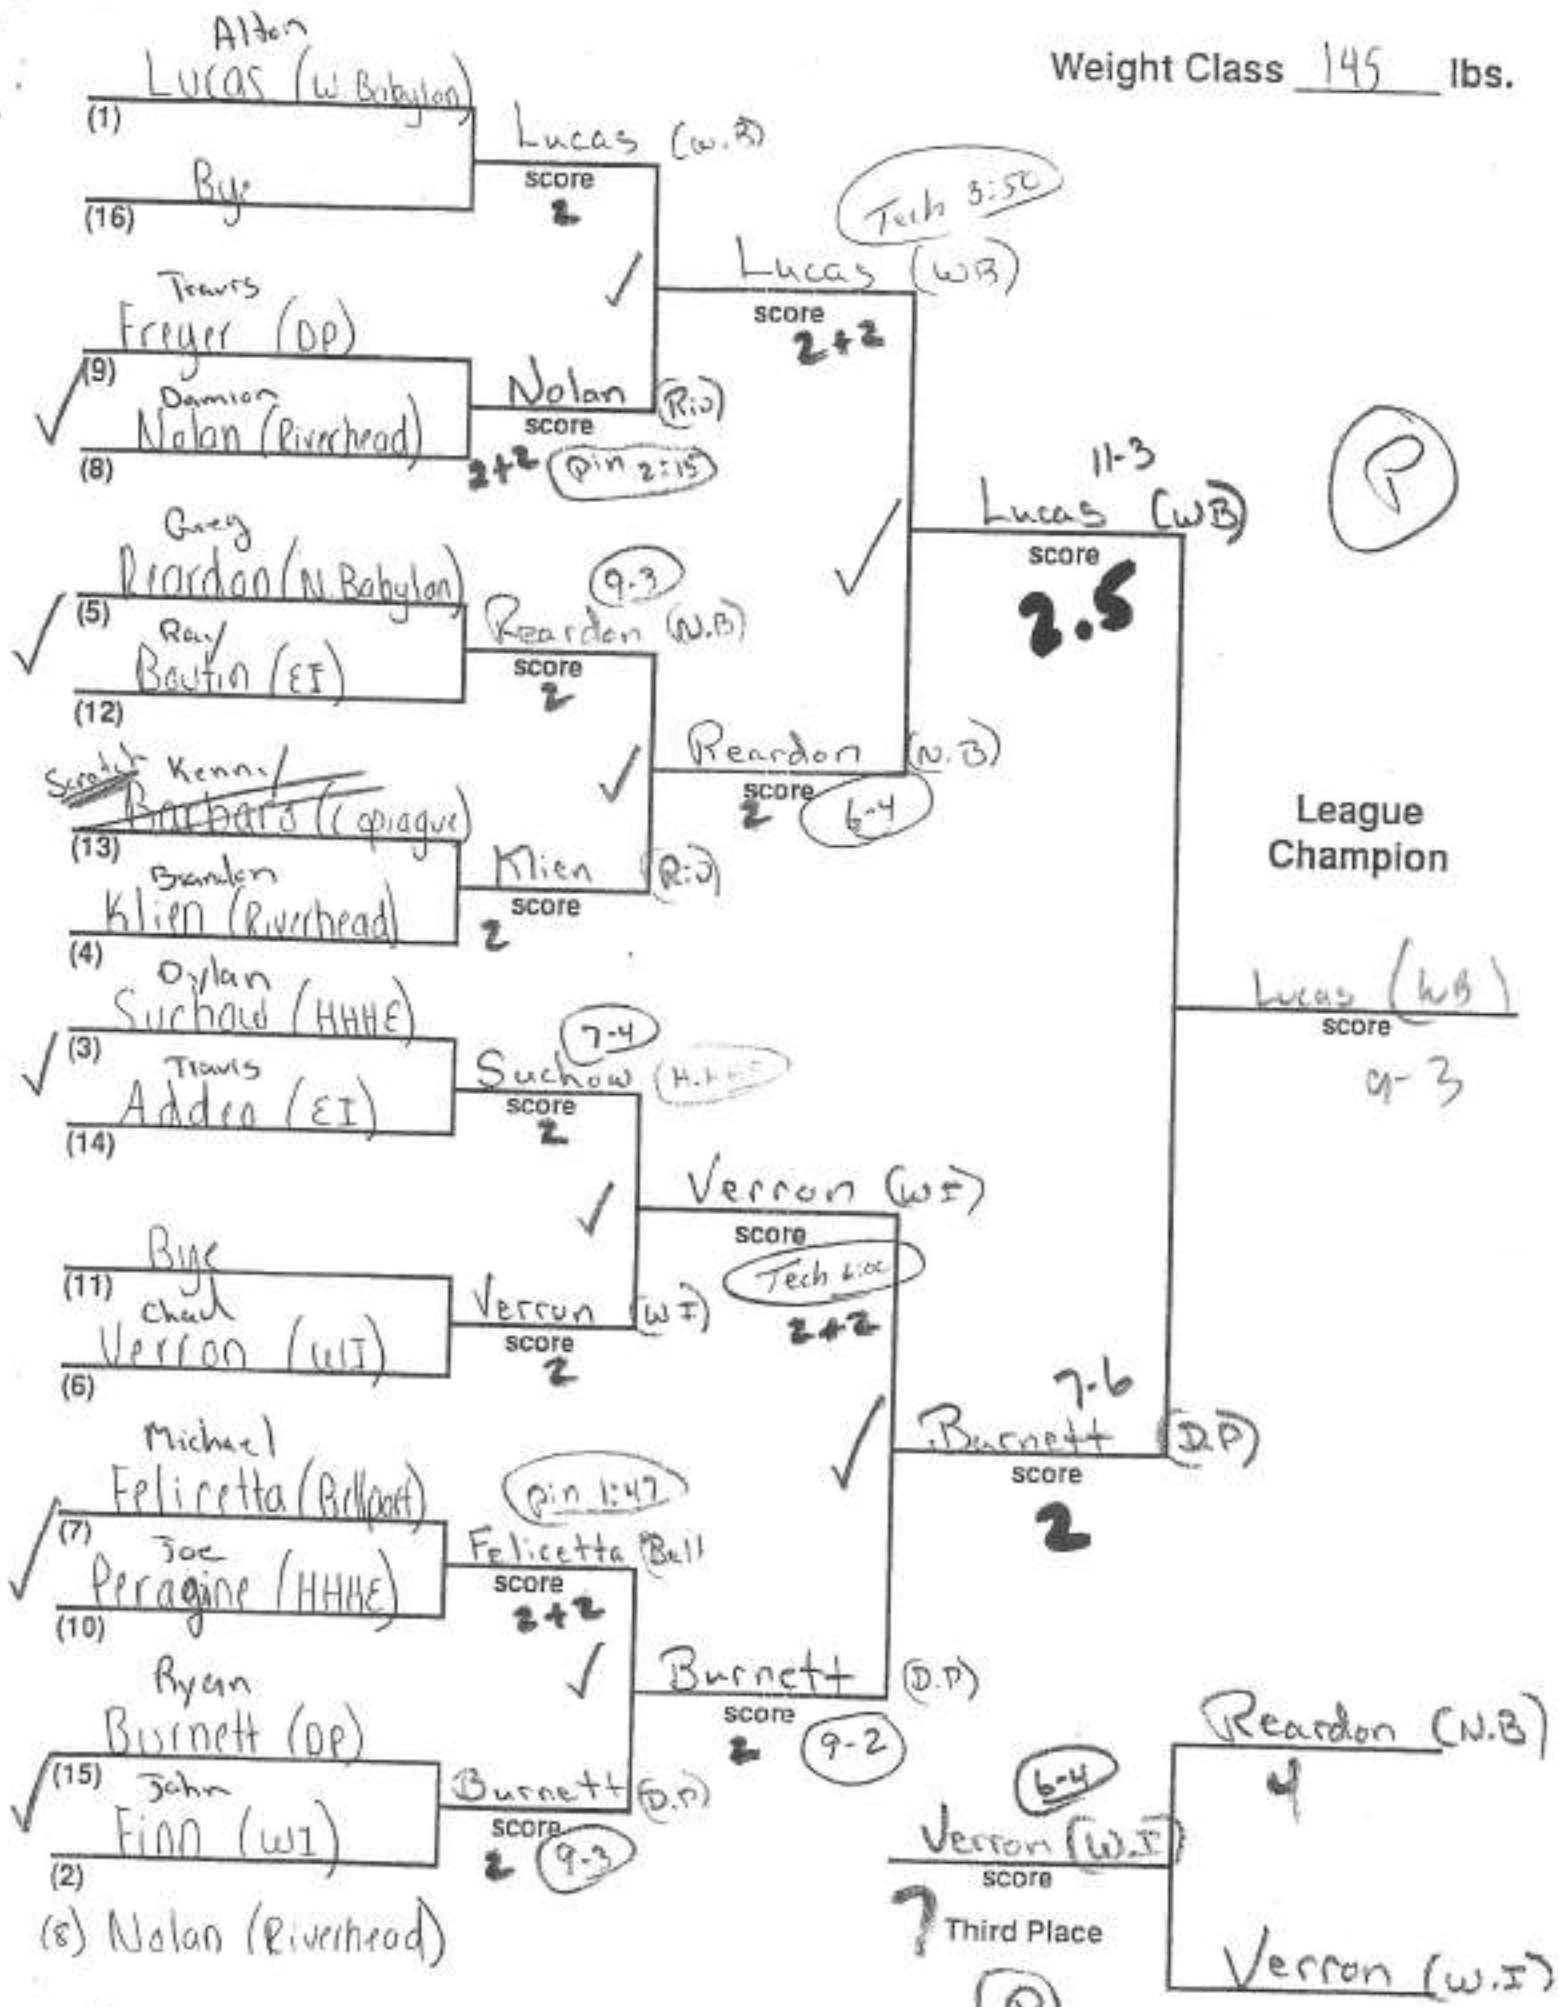 Weight Class 145 lbs.
Alton
Lucas (W. Babylon)
(1)
Bye
(16)
Lucas (W.B)
score
2
Travis
Freyer (DP)
(9)
Damion
Nolan (Riverhead)
(8)
Nolan (Riv)
score
2+2 pin 2:15
Tech 3:50
Lucas (WB)
score
2+2
Greg
Reardon (N. Babylon)
(5)
Ray
Boutin (EI)
(12)
9-3
Reardon (N.B)
score
2
Scratch Kenny
(Copiague)
(13)
Brandon
Klien (Riverhead)
(4)
Klien (Riv)
score
2
Reardon (N.B)
score
2 6-4
11-3
Lucas (WB)
score
2.5
P
League
Champion
Lucas (WB)
score
9-3
Dylan
Suchow (HHHE)
(3)
Travis
Addeo (EI)
(14)
7-4
Suchow (H.HHE
score
2
Bye
(11)
Chad
Verron (WI)
(6)
Verron (WI)
score
2
Verron (WI)
score
Tech
2+2
Michael
Felicetta (Bellport)
(7)
Joe
Peragine (HHHE)
(10)
pin 1:47
Felicetta (Bell
score
2+2
Ryan
Burnett (DP)
(15)
John
Finn (WI)
(2)
Burnett (D.P)
score
2 9-3
Burnett (D.P)
score
2 9-2
7-6
Burnett (D.P)
score
2
(8) Nolan (Riverhead)
Reardon (N.B)
4
6-4
Verron (W.I)
score
7 Third Place
Verron (W.I)